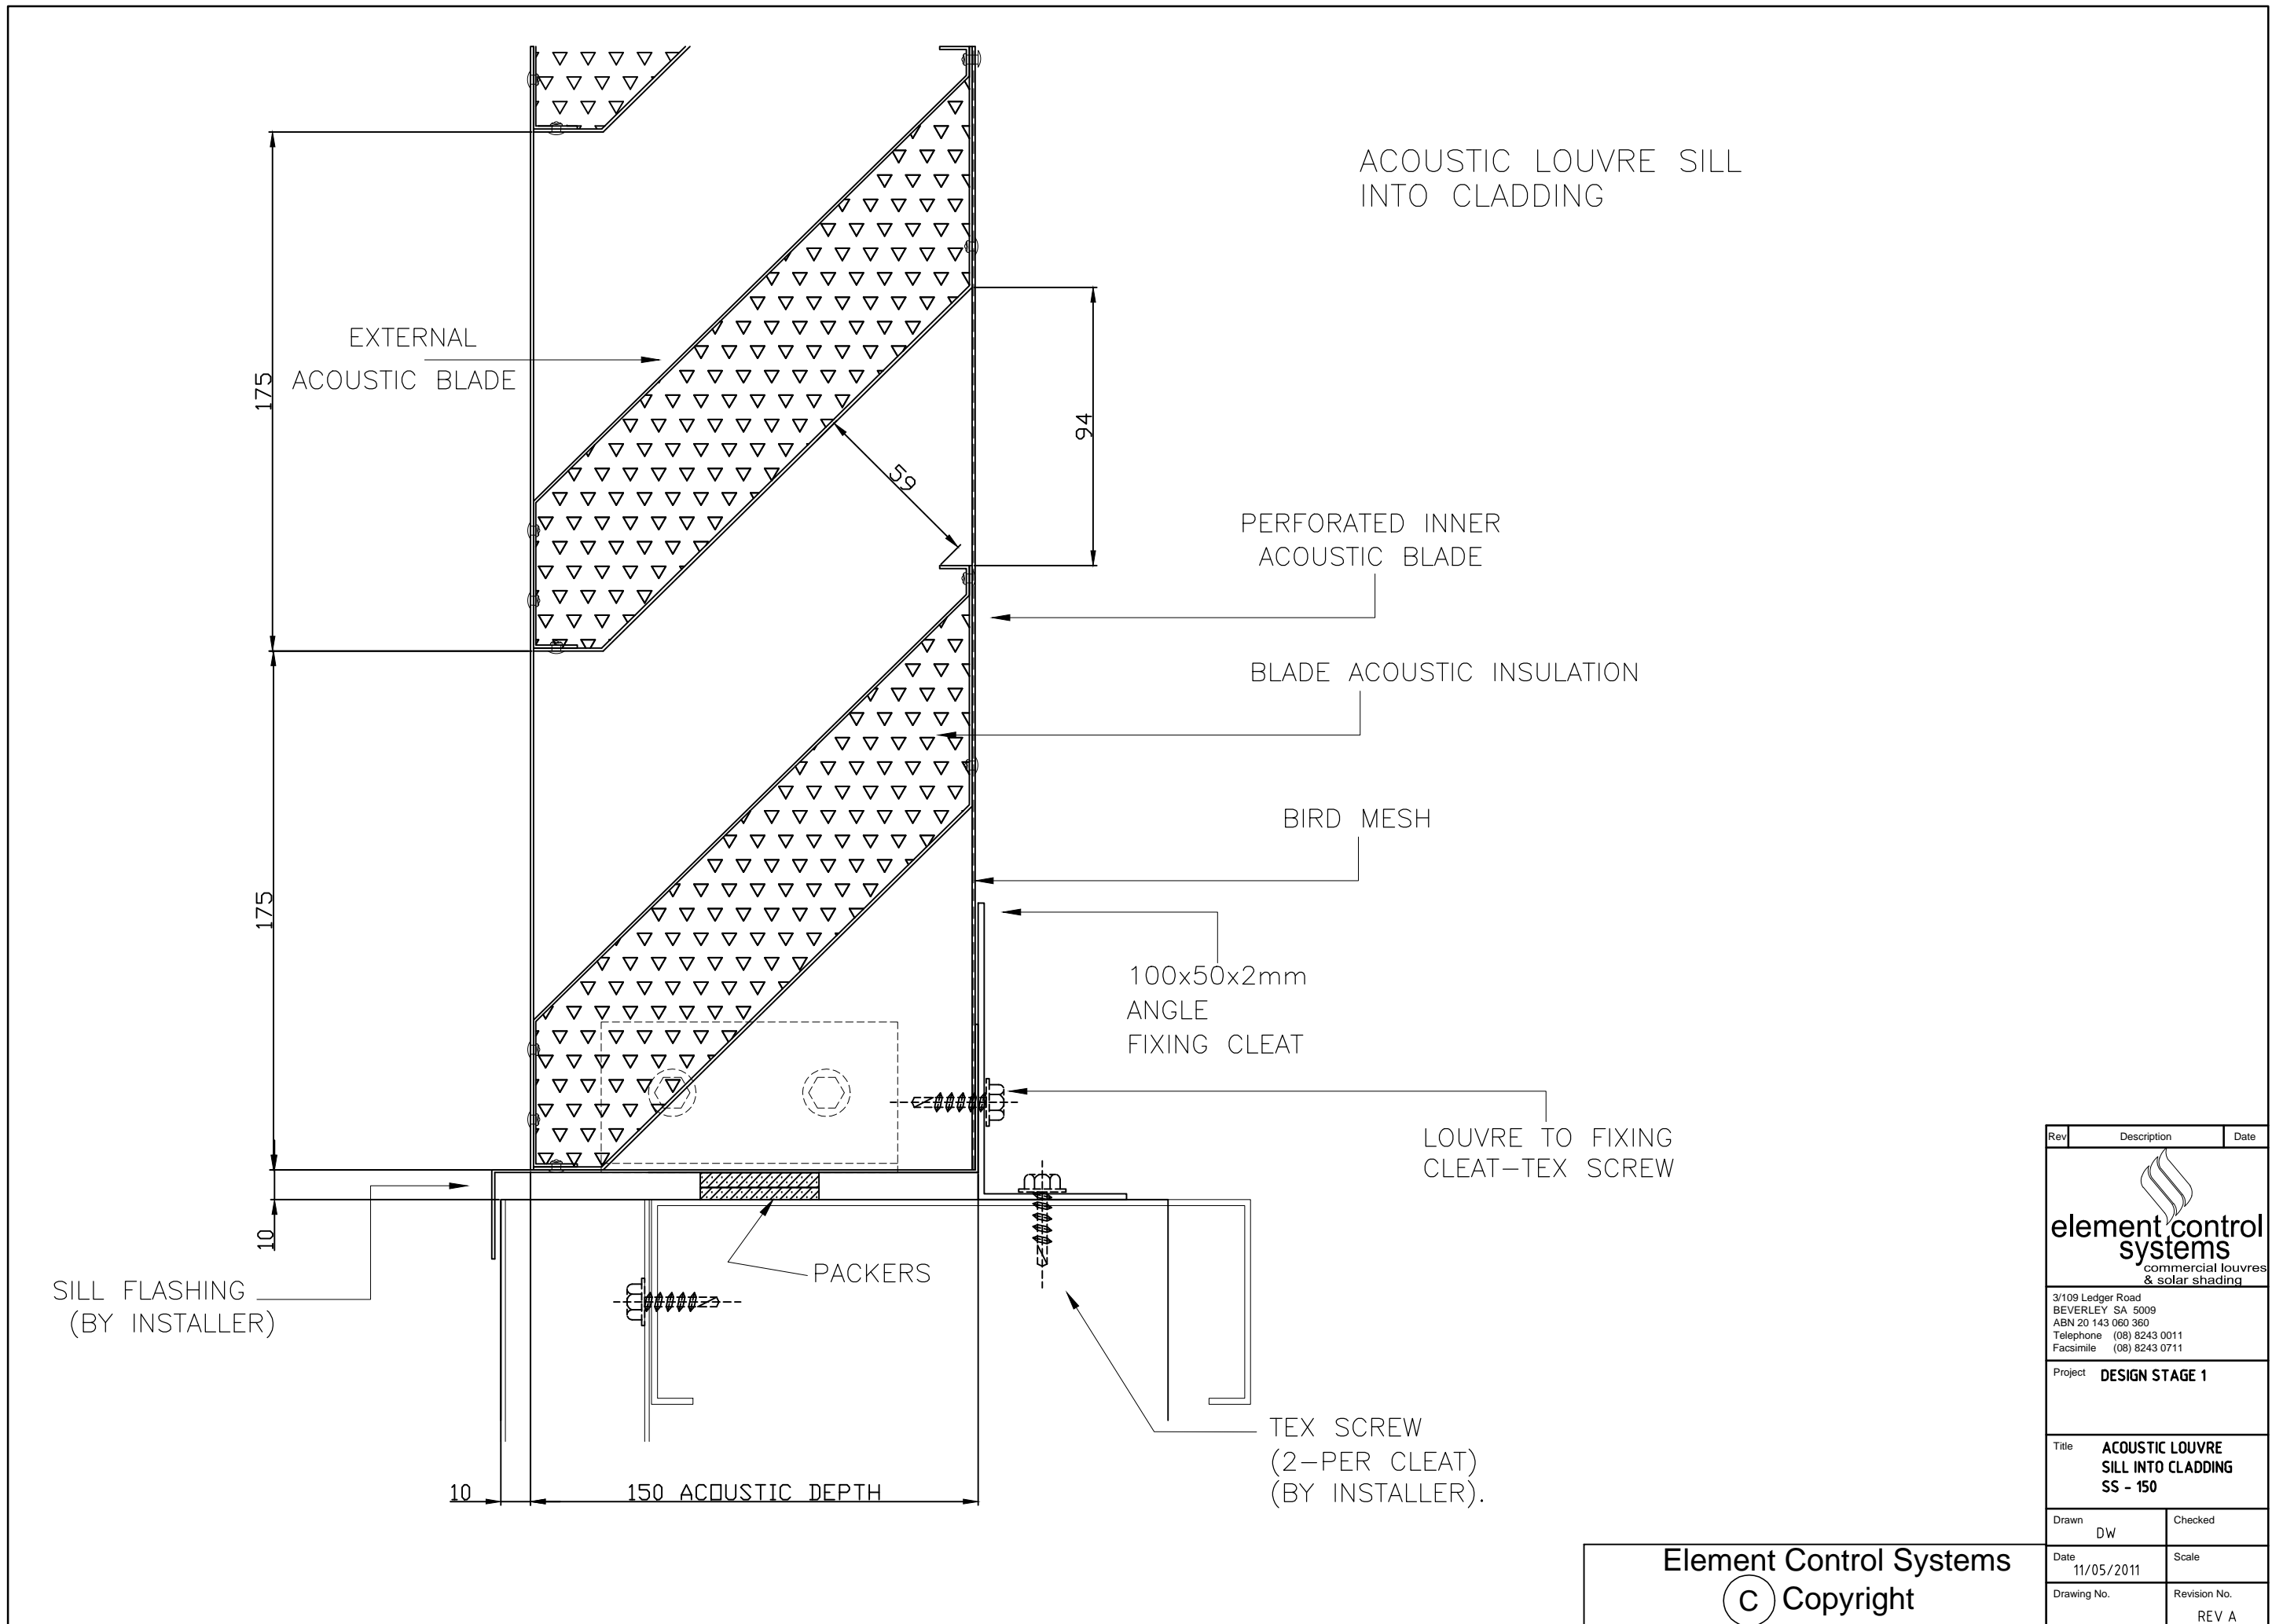 ACOUSTIC LOUVRE SILL
INTO CLADDING
EXTERNAL
ACOUSTIC BLADE
175
94
59
PERFORATED INNER
ACOUSTIC BLADE
BLADE ACOUSTIC INSULATION
BIRD MESH
175
100x50x2mm
ANGLE
FIXING CLEAT
LOUVRE TO FIXING
CLEAT-TEX SCREW
10
PACKERS
SILL FLASHING
(BY INSTALLER)
TEX SCREW
(2-PER CLEAT)
(BY INSTALLER).
10
150 ACOUSTIC DEPTH
Rev Description Date
element control
systems
commercial louvres
& solar shading
3/109 Ledger Road
BEVERLEY SA 5009
ABN 20 143 060 360
Telephone (08) 8243 0011
Facsimile (08) 8243 0711
Project DESIGN STAGE 1
Title ACOUSTIC LOUVRE
SILL INTO CLADDING
SS - 150
Drawn Checked
DW
Date Scale
11/05/2011
Drawing No. Revision No.
REV A
Element Control Systems
C Copyright